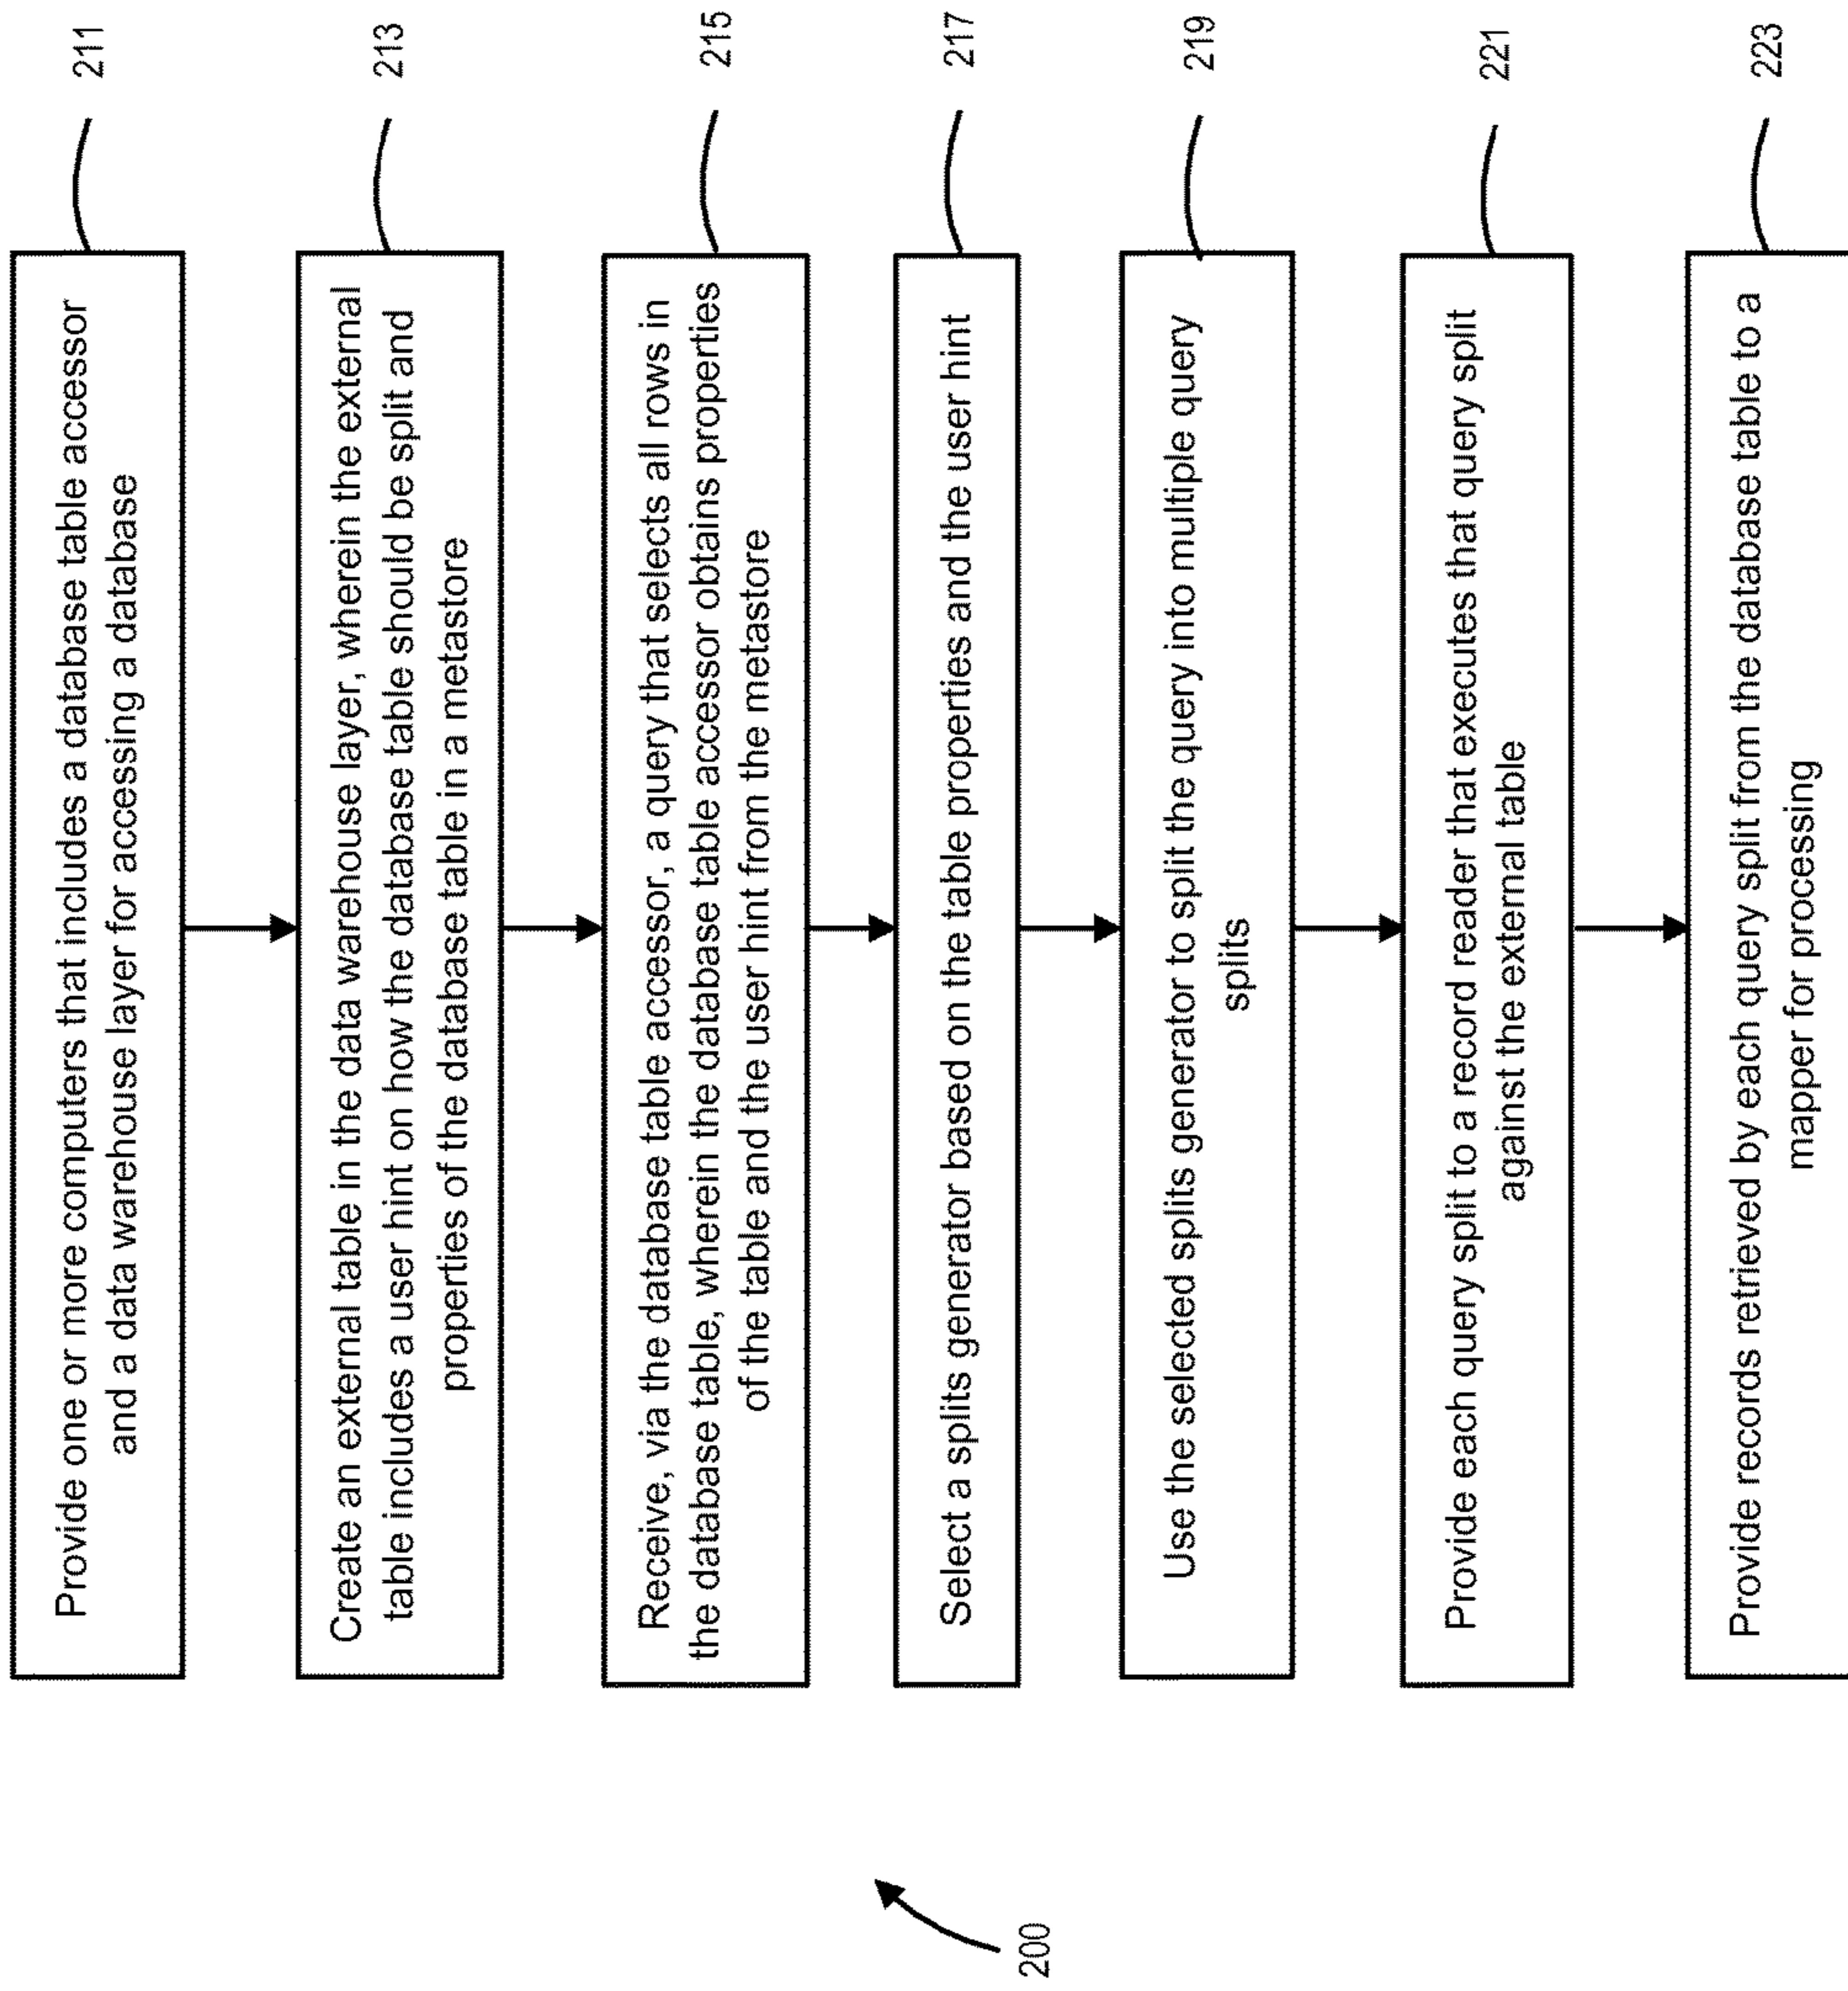 Provide one or more computers that includes a database table accessor
and a data warehouse layer for accessing a database
211
Create an external table in the data warehouse layer, wherein the external
table includes a user hint on how the database table should be split and
properties of the database table in a metastore
213
Receive, via the database table accessor, a query that selects all rows in
the database table, wherein the database table accessor obtains properties
of the table and the user hint from the metastore
215
Select a splits generator based on the table properties and the user hint
217
Use the selected splits generator to split the query into multiple query
splits
219
Provide each query split to a record reader that executes that query split
against the external table
221
Provide records retrieved by each query split from the database table to a
mapper for processing
223
200